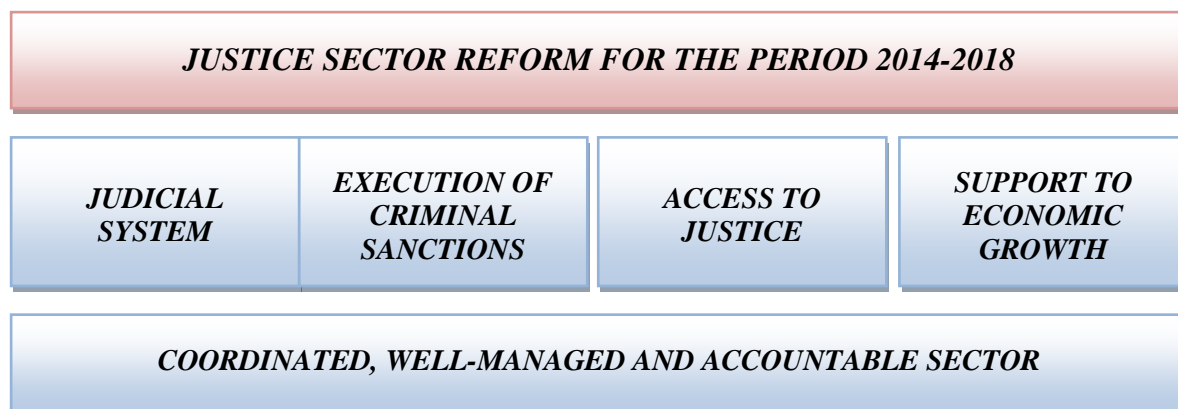 JUSTICE SECTOR REFORM FOR THE PERIOD 2014-2018
JUDICIAL
SYSTEM
EXECUTION OF
CRIMINAL
SANCTIONS
ACCESS TO
JUSTICE
SUPPORT TO
ECONOMIC
GROWTH
COORDINATED, WELL-MANAGED AND ACCOUNTABLE SECTOR